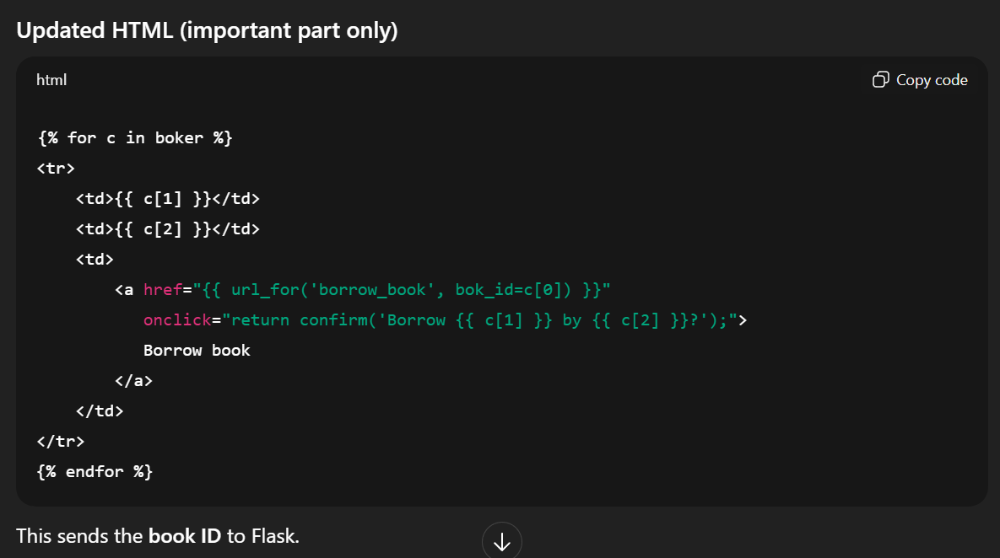 Updated HTML (important part only)
html
Copy code
{% for c in boker %}
<tr>
    <td>{{ c[1] }}</td>
    <td>{{ c[2] }}</td>
    <td>
        <a href="{{ url_for('borrow_book', bok_id=c[0]) }}"
           onclick="return confirm('Borrow {{ c[1] }} by {{ c[2] }}?');">
           Borrow book
        </a>
    </td>
</tr>
{% endfor %}
This sends the book ID to Flask.